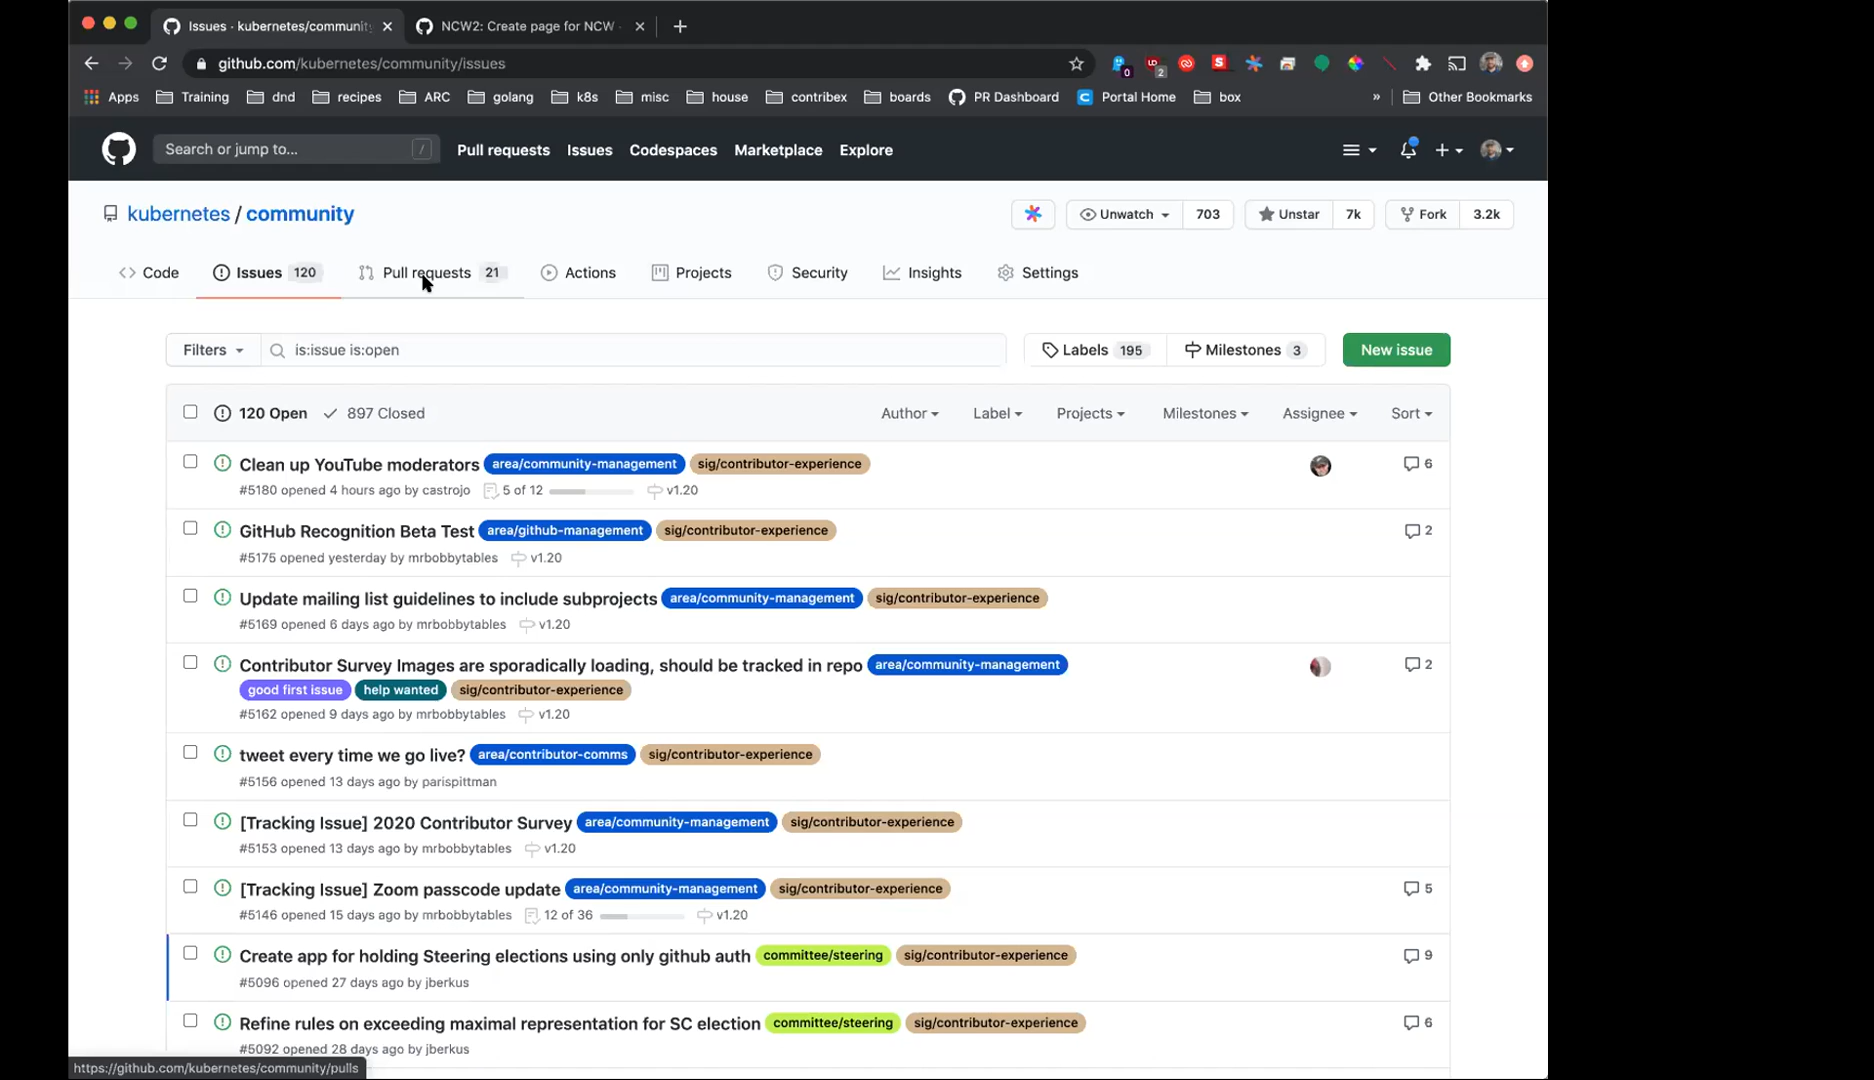 Issues · kubernetes/communit
NCW2: Create page for NCW
github.com/kubernetes/community/issues
0
2
Apps Training dnd recipes ARC golang k8s misc house contribex boards PR Dashboard Portal Home box » Other Bookmarks
Search or jump to... / Pull requests Issues Codespaces Marketplace Explore
kubernetes / community
Unwatch 703 Unstar 7k Fork 3.2k
Code Issues 120 Pull requests 21 Actions Projects Security Insights Settings
Filters is:issue is:open Labels 195 Milestones 3 New issue
120 Open 897 Closed Author Label Projects Milestones Assignee Sort
Clean up YouTube moderators area/community-management sig/contributor-experience 6
#5180 opened 4 hours ago by castrojo 5 of 12 v1.20
GitHub Recognition Beta Test area/github-management sig/contributor-experience 2
#5175 opened yesterday by mrbobbytables v1.20
Update mailing list guidelines to include subprojects area/community-management sig/contributor-experience
#5169 opened 6 days ago by mrbobbytables v1.20
Contributor Survey Images are sporadically loading, should be tracked in repo area/community-management 2
good first issue help wanted sig/contributor-experience
#5162 opened 9 days ago by mrbobbytables v1.20
tweet every time we go live? area/contributor-comms sig/contributor-experience
#5156 opened 13 days ago by parispittman
[Tracking Issue] 2020 Contributor Survey area/community-management sig/contributor-experience
#5153 opened 13 days ago by mrbobbytables v1.20
[Tracking Issue] Zoom passcode update area/community-management sig/contributor-experience 5
#5146 opened 15 days ago by mrbobbytables 12 of 36 v1.20
Create app for holding Steering elections using only github auth committee/steering sig/contributor-experience 9
#5096 opened 27 days ago by jberkus
Refine rules on exceeding maximal representation for SC election committee/steering sig/contributor-experience 6
#5092 opened 28 days ago by jberkus
https://github.com/kubernetes/community/pulls